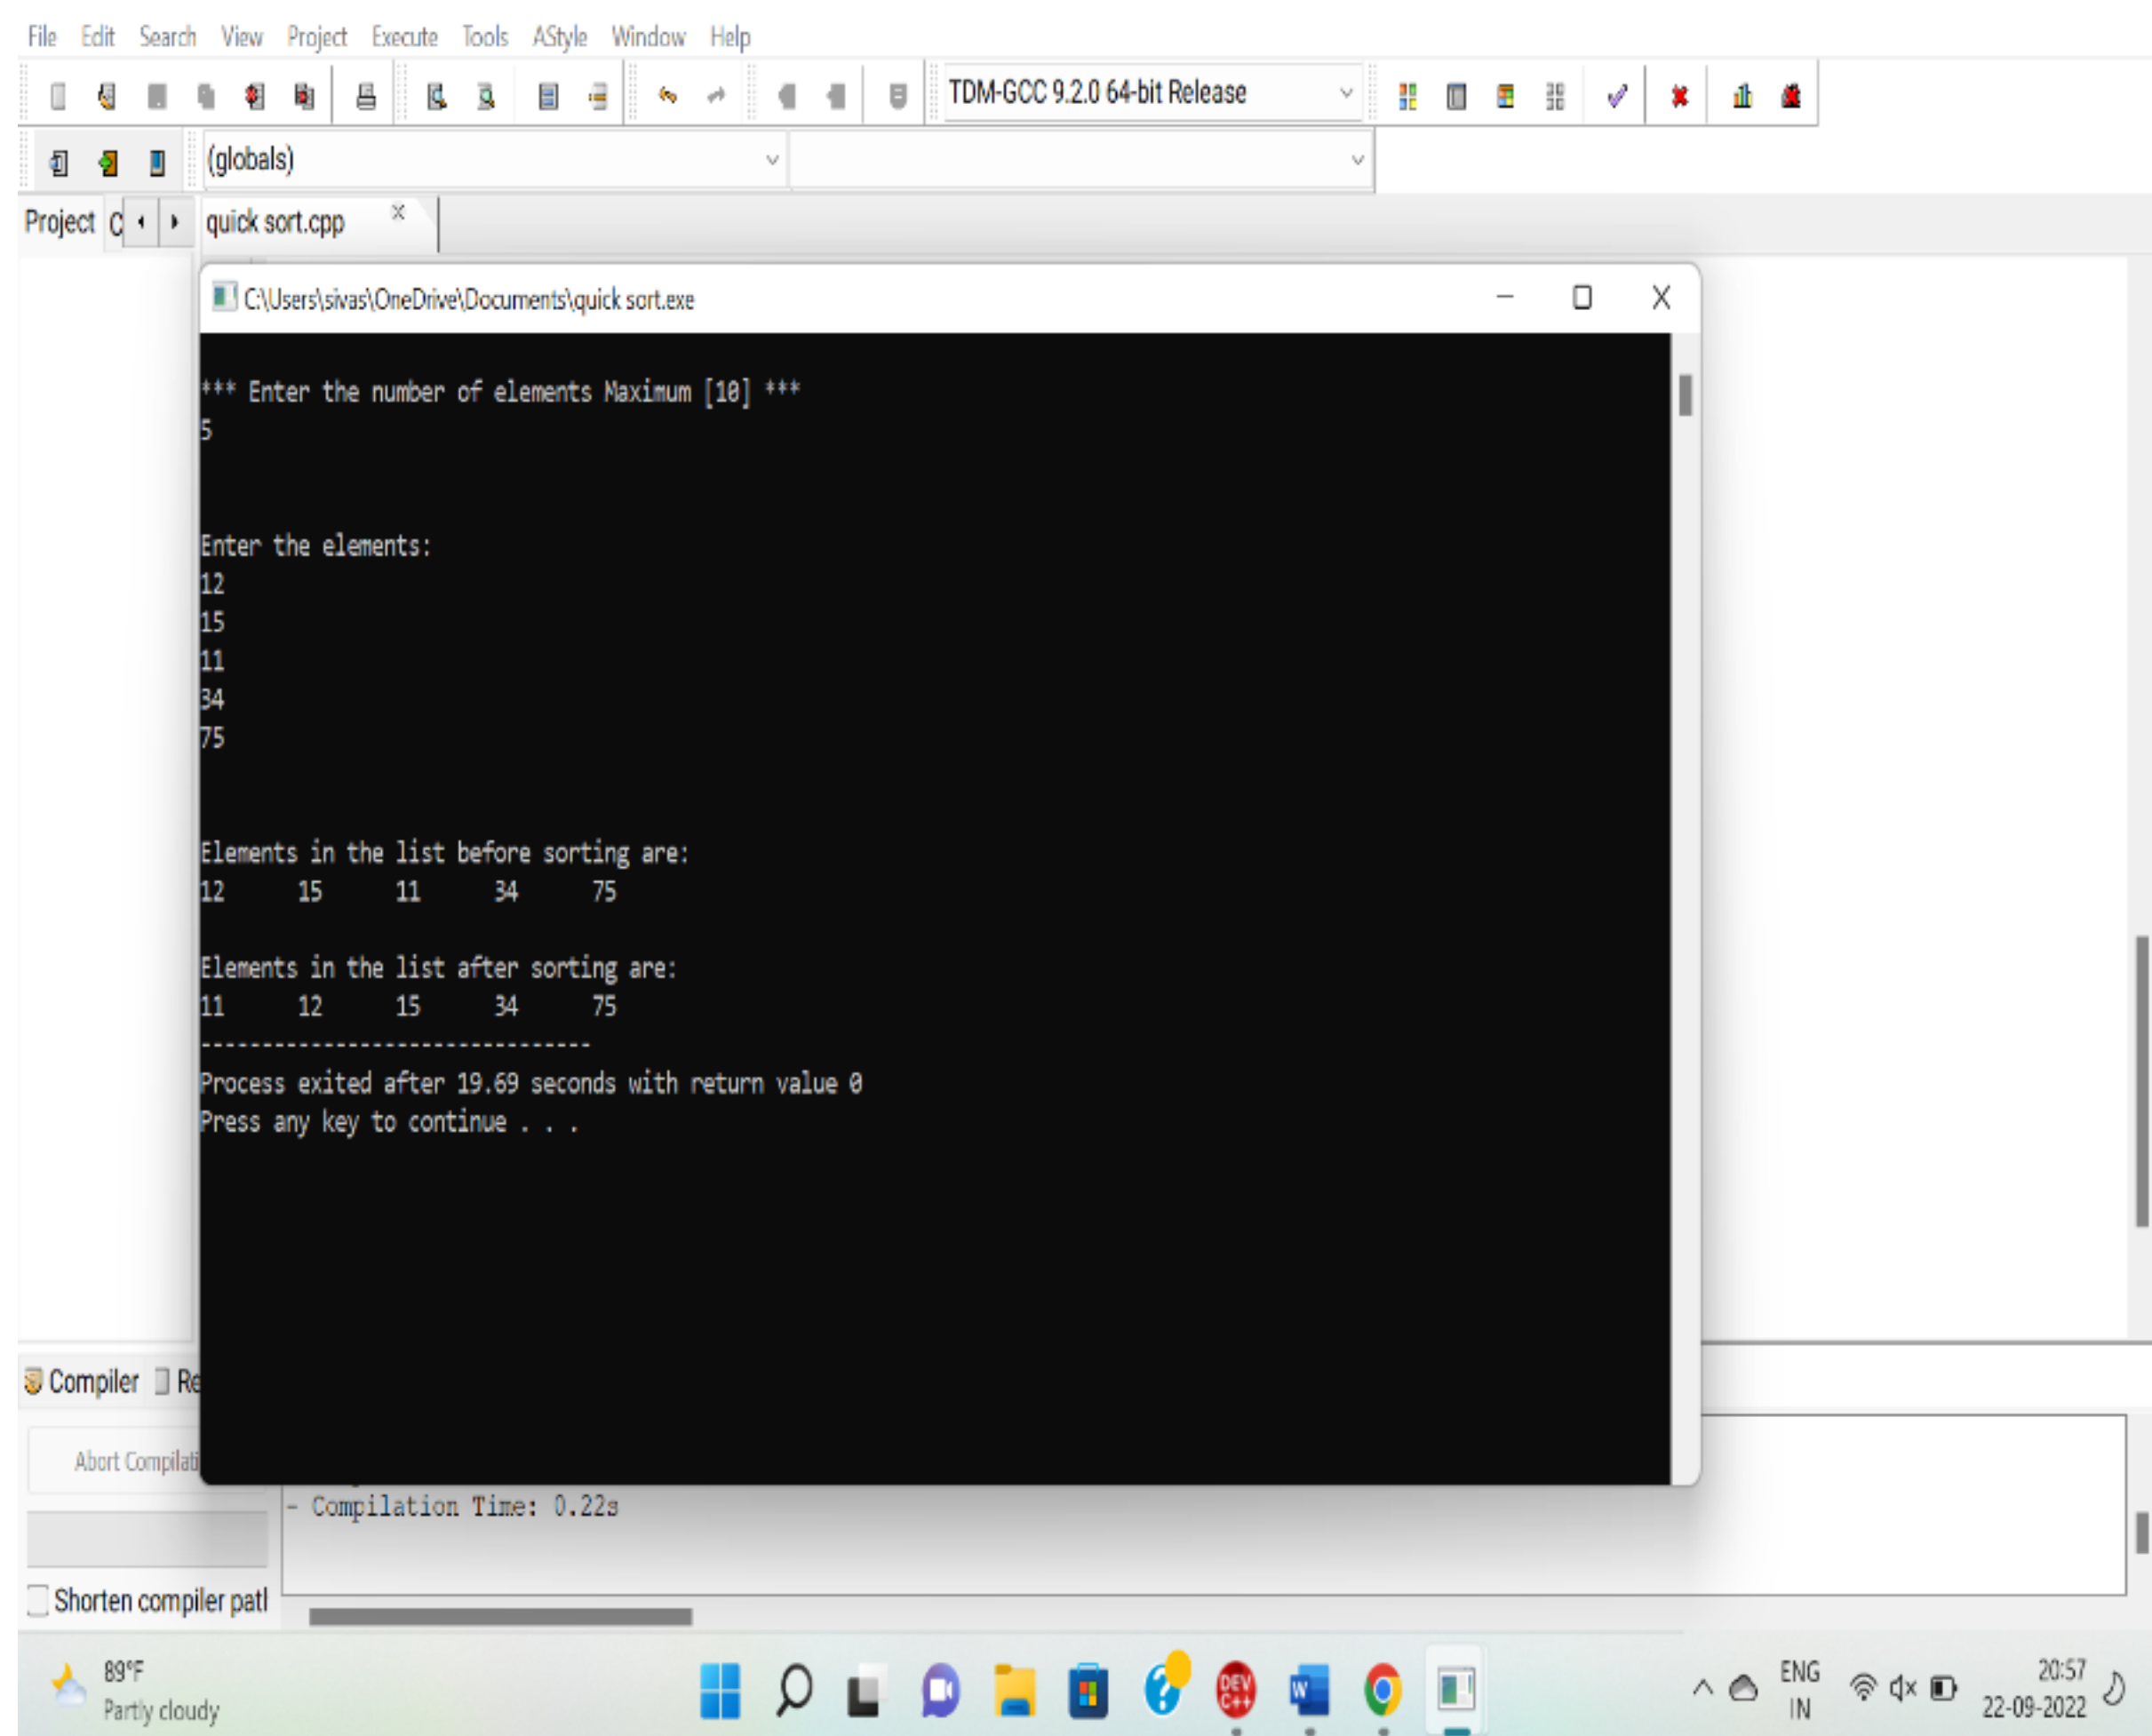 File Edit Search View Project Execute Tools AStyle Window Help
TDM-GCC 9.2.0 64-bit Release
(globals)
Project C quick sort.cpp
C:\Users\sivas\OneDrive\Documents\quick sort.exe
*** Enter the number of elements Maximum [10] ***
5
Enter the elements:
12
15
11
34
75
Elements in the list before sorting are:
12 15 11 34 75
Elements in the list after sorting are:
11 12 15 34 75
--------------------------------
Process exited after 19.69 seconds with return value 0
Press any key to continue . . .
Compiler Re
Abort Compilati
- Compilation Time: 0.22s
Shorten compiler patl
89°F
Partly cloudy
DEV C++
W
ENG
IN
20:57
22-09-2022